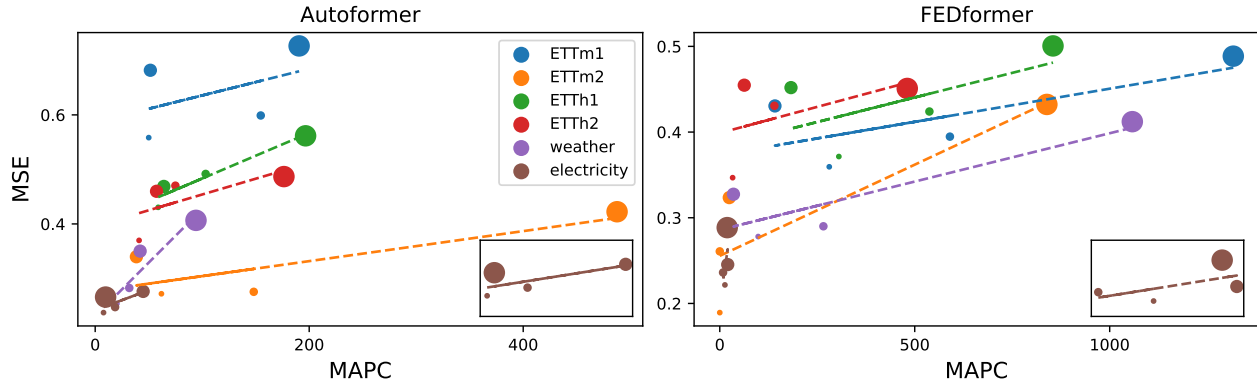 Autoformer
FEDformer
MSE
0.6
0.4
ETTm1
ETTm2
ETTh1
ETTh2
weather
electricity
0.5
0.4
0.3
0.2
0
200
400
0
500
1000
MAPC
MAPC